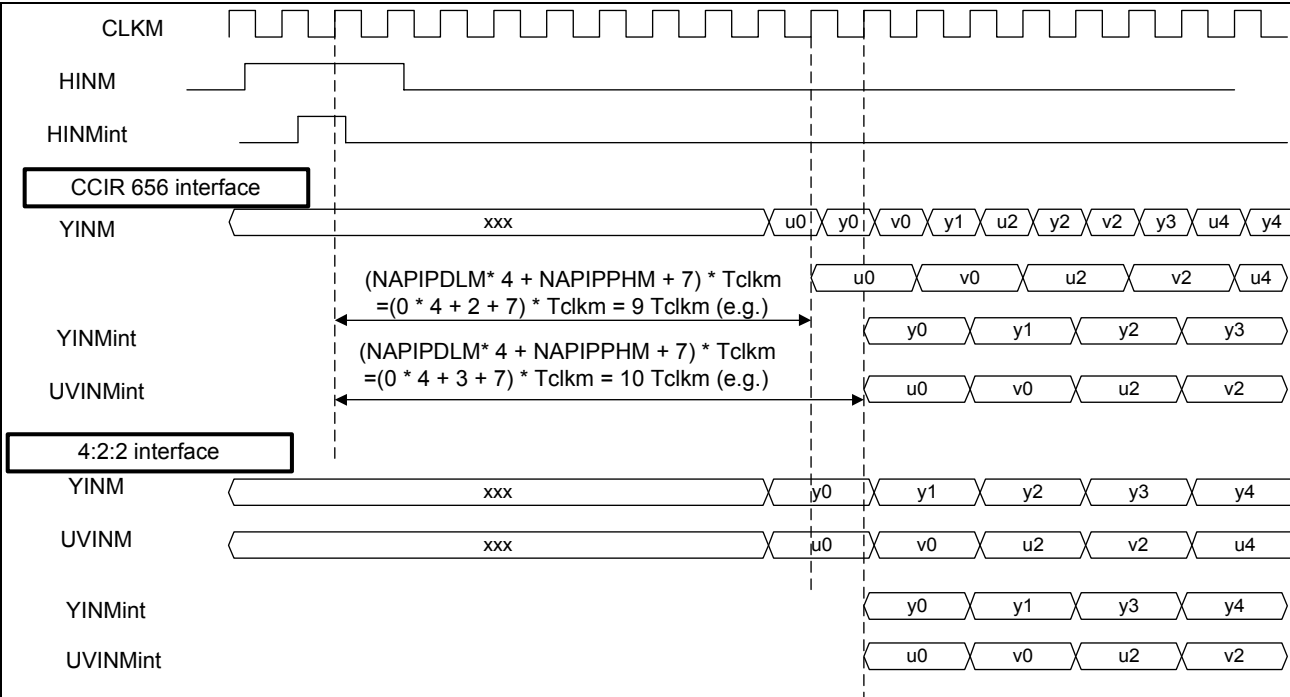 CLKM
HINM
HINMint
CCIR 656 interface
YINM xxx u0 y0 v0 y1 u2 y2 v2 y3 u4 y4
u0 v0 u2 v2 u4
(NAPIPDLM* 4 + NAPIPPHM + 7) * Tclkm
=(0 * 4 + 2 + 7) * Tclkm = 9 Tclkm (e.g.)
YINMint y0 y1 y2 y3
(NAPIPDLM* 4 + NAPIPPHM + 7) * Tclkm
=(0 * 4 + 3 + 7) * Tclkm = 10 Tclkm (e.g.)
UVINMint u0 v0 u2 v2
4:2:2 interface
YINM xxx y0 y1 y2 y3 y4
UVINM xxx u0 v0 u2 v2 u4
YINMint y0 y1 y3 y4
UVINMint u0 v0 u2 v2